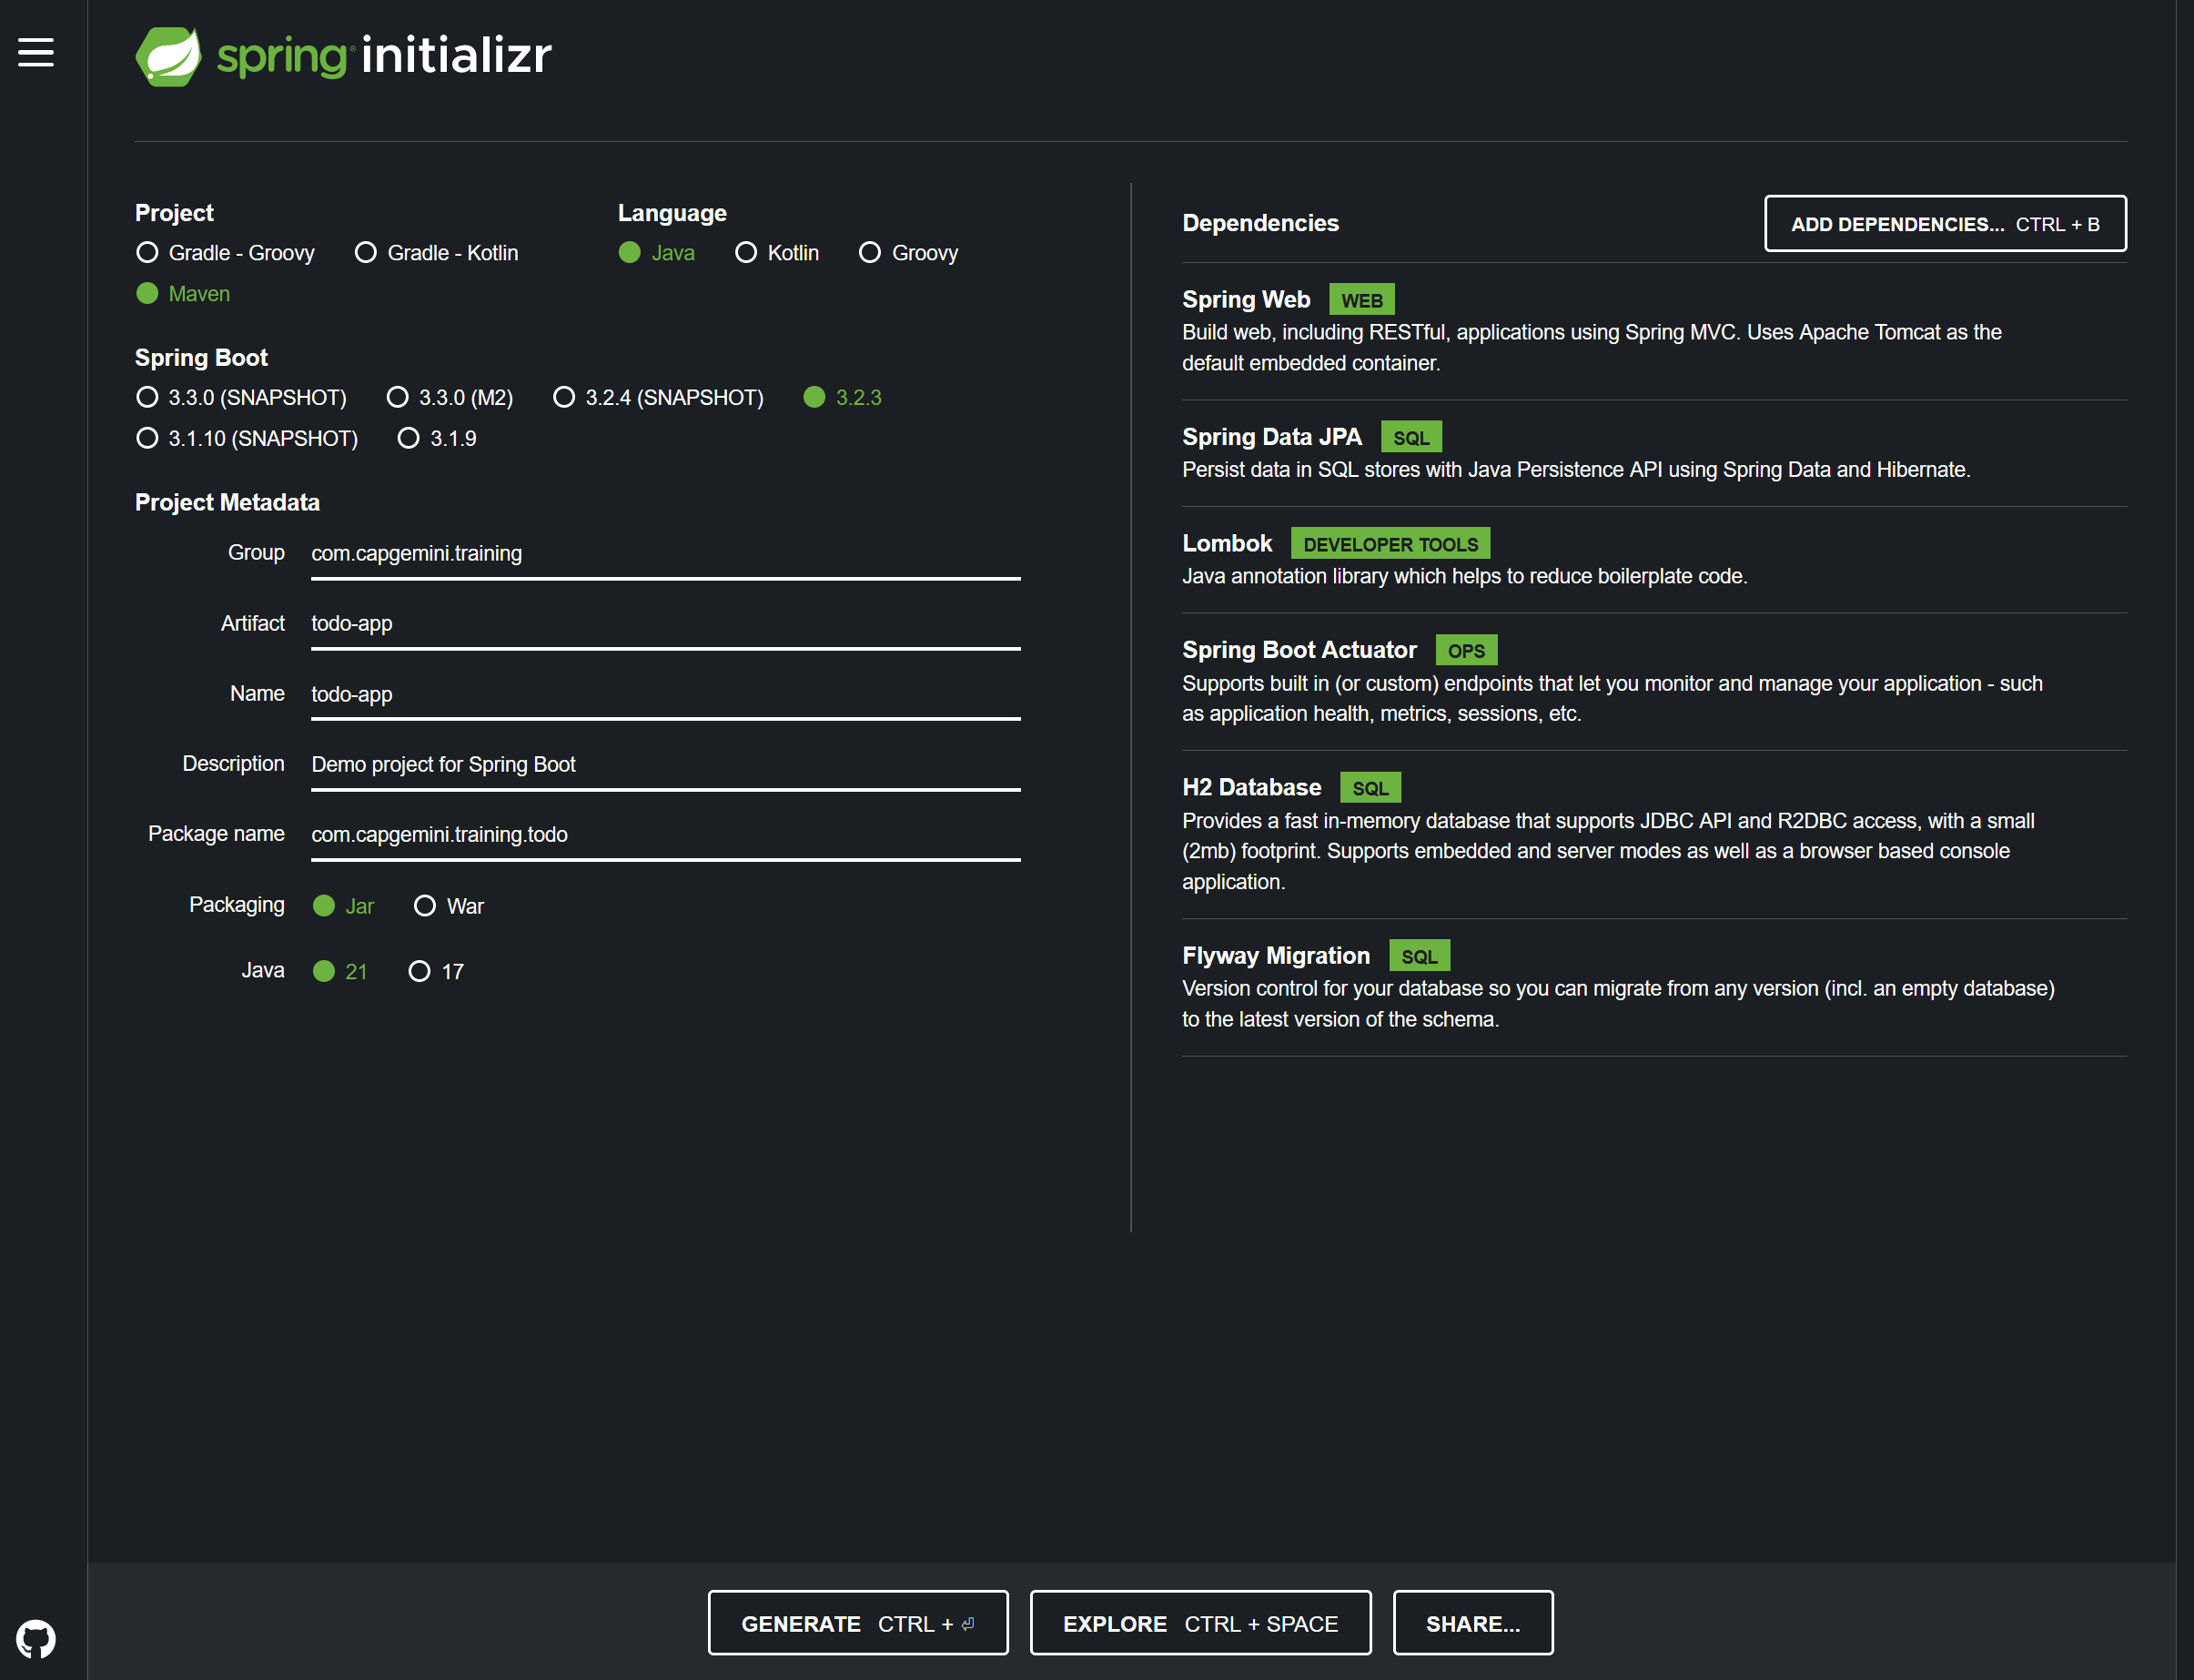 spring initializr
Project
Gradle - Groovy Gradle - Kotlin
Maven
Language
Java Kotlin Groovy
Spring Boot
3.3.0 (SNAPSHOT) 3.3.0 (M2) 3.2.4 (SNAPSHOT) 3.2.3
3.1.10 (SNAPSHOT) 3.1.9
Project Metadata
Group com.capgemini.training
Artifact todo-app
Name todo-app
Description Demo project for Spring Boot
Package name com.capgemini.training.todo
Packaging Jar War
Java 21 17
Dependencies
ADD DEPENDENCIES... CTRL + B
Spring Web WEB
Build web, including RESTful, applications using Spring MVC. Uses Apache Tomcat as the
default embedded container.
Spring Data JPA SQL
Persist data in SQL stores with Java Persistence API using Spring Data and Hibernate.
Lombok DEVELOPER TOOLS
Java annotation library which helps to reduce boilerplate code.
Spring Boot Actuator OPS
Supports built in (or custom) endpoints that let you monitor and manage your application - such
as application health, metrics, sessions, etc.
H2 Database SQL
Provides a fast in-memory database that supports JDBC API and R2DBC access, with a small
(2mb) footprint. Supports embedded and server modes as well as a browser based console
application.
Flyway Migration SQL
Version control for your database so you can migrate from any version (incl. an empty database)
to the latest version of the schema.
GENERATE CTRL + ⏎
EXPLORE CTRL + SPACE
SHARE...